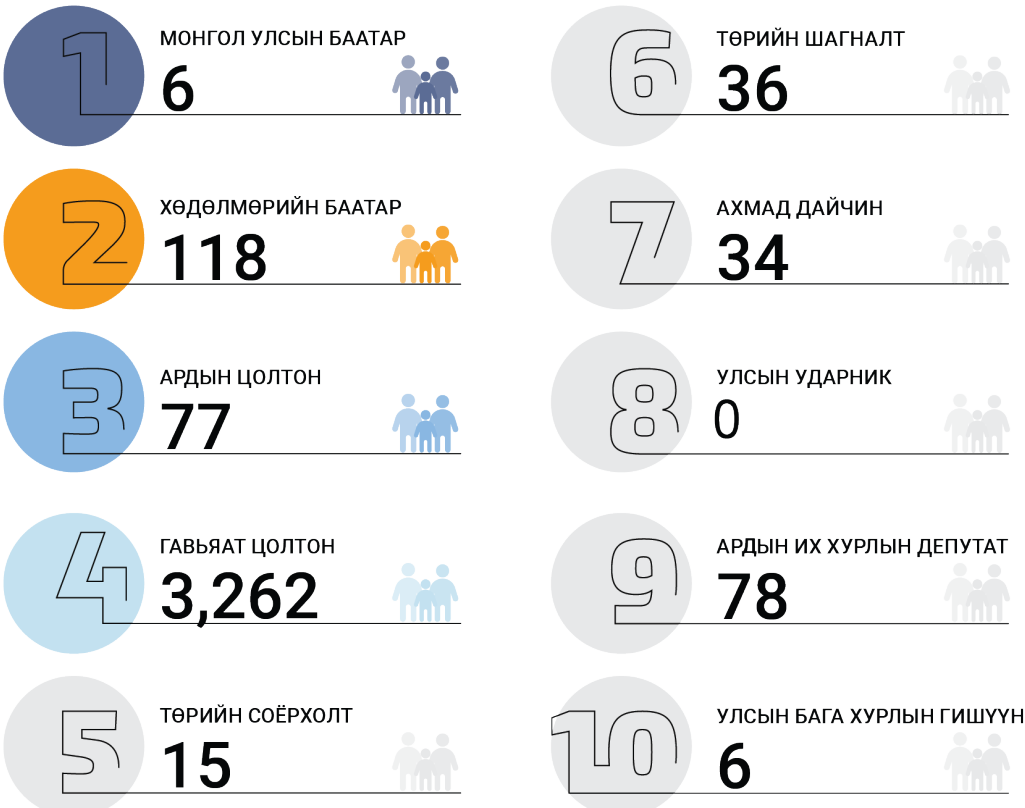 1
МОНГОЛ УЛСЫН БААТАР
6
2
ХӨДӨЛМӨРИЙН БААТАР
118
3
АРДЫН ЦОЛТОН
77
4
ГАВЬЯАТ ЦОЛТОН
3,262
5
ТӨРИЙН СОЁРХОЛТ
15
6
ТӨРИЙН ШАГНАЛТ
36
7
АХМАД ДАЙЧИН
34
8
УЛСЫН УДАРНИК
0
9
АРДЫН ИХ ХУРЛЫН ДЕПУТАТ
78
10
УЛСЫН БАГА ХУРЛЫН ГИШҮҮН
6